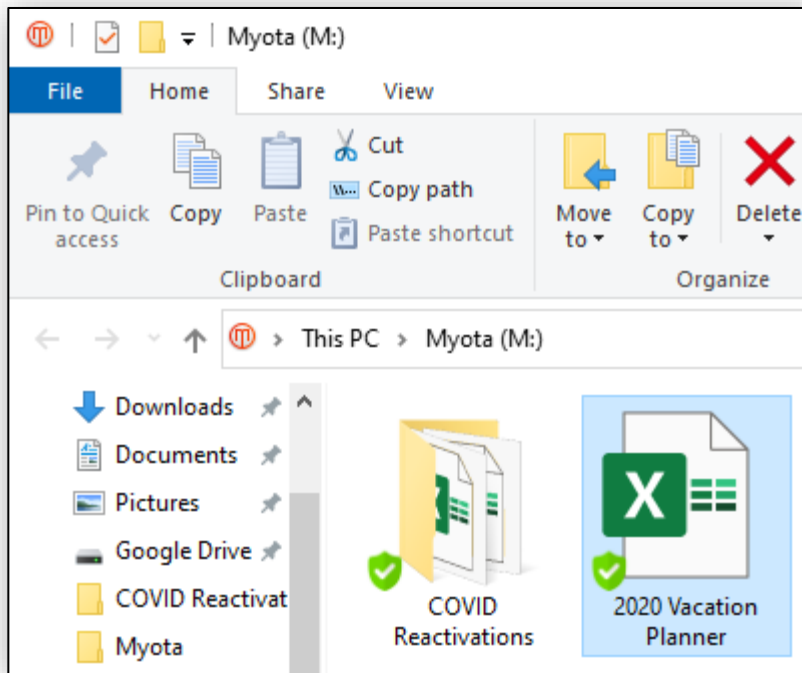 Myota (M:)
File Home Share View
Pin to Quick access
Copy
Paste
Cut
Copy path
Paste shortcut
Move to
Copy to
Delete
Clipboard
Organize
This PC > Myota (M:)
Downloads
Documents
Pictures
Google Drive
COVID Reactivat
Myota
COVID
Reactivations
2020 Vacation
Planner